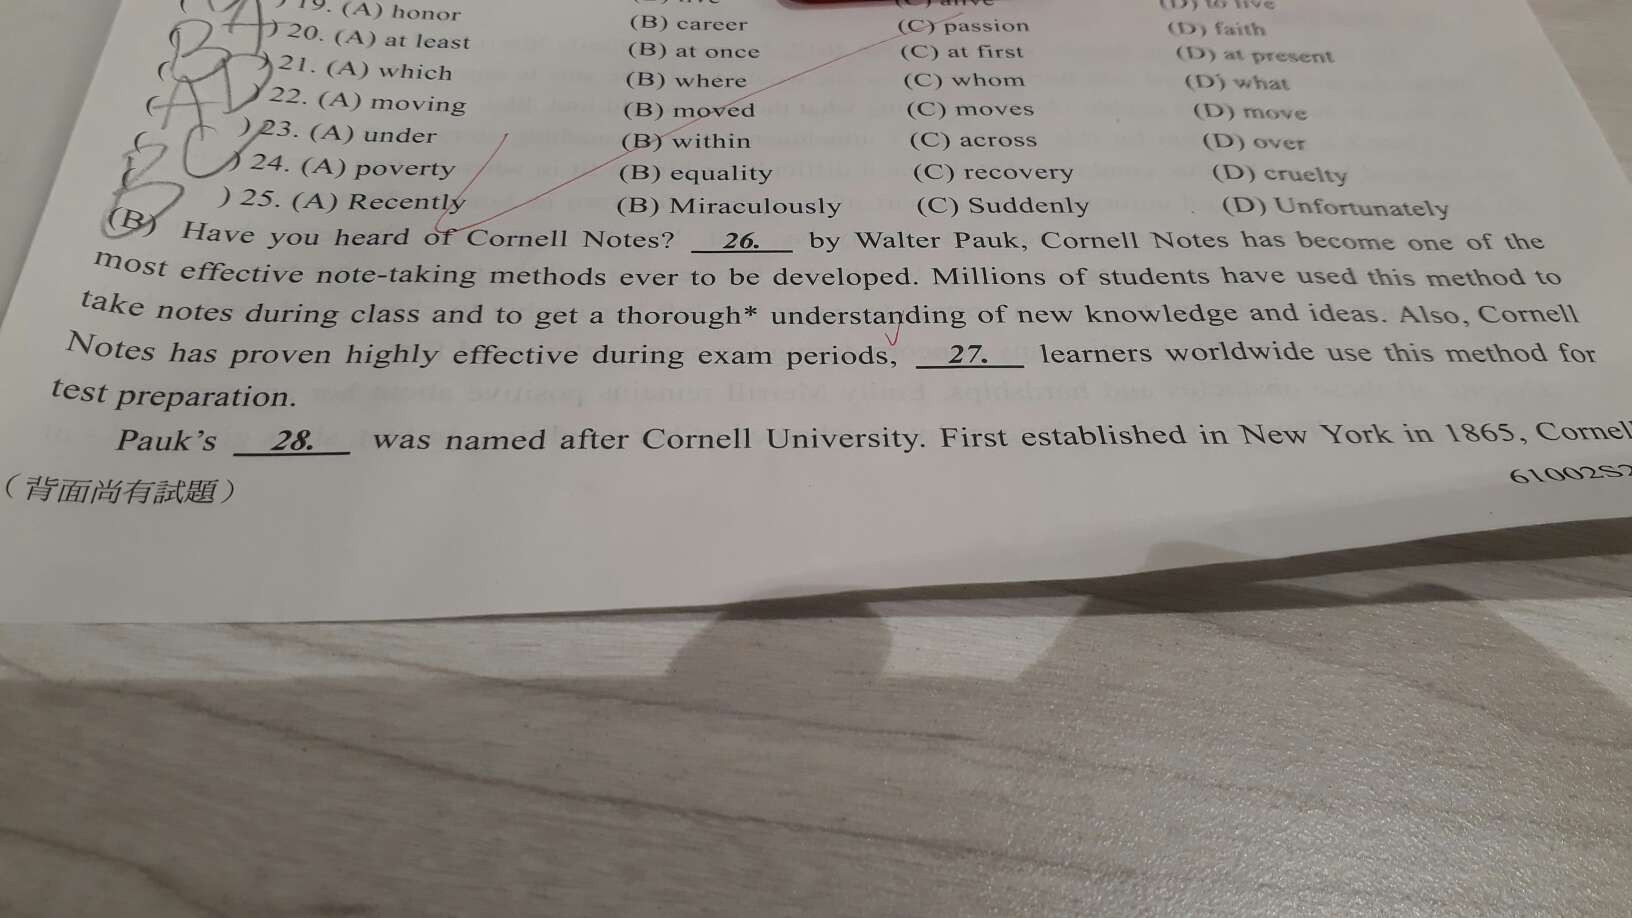 19. (A) honor
20. (A) at least (B) career (C) passion (D) faith
21. (A) which (B) at once (C) at first (D) at present
22. (A) moving (B) where (C) whom (D) what
23. (A) under (B) moved (C) moves (D) move
24. (A) poverty (B) within (C) across (D) over
25. (A) Recently (B) equality (C) recovery (D) cruelty
(B) Miraculously (C) Suddenly (D) Unfortunately
(B) Have you heard of Cornell Notes? 26. by Walter Pauk, Cornell Notes has become one of the
most effective note-taking methods ever to be developed. Millions of students have used this method to
take notes during class and to get a thorough* understanding of new knowledge and ideas. Also, Cornell
Notes has proven highly effective during exam periods, 27. learners worldwide use this method for
test preparation.
Pauk's 28. was named after Cornell University. First established in New York in 1865, Cornell
(背面尚有試題)
61002S2